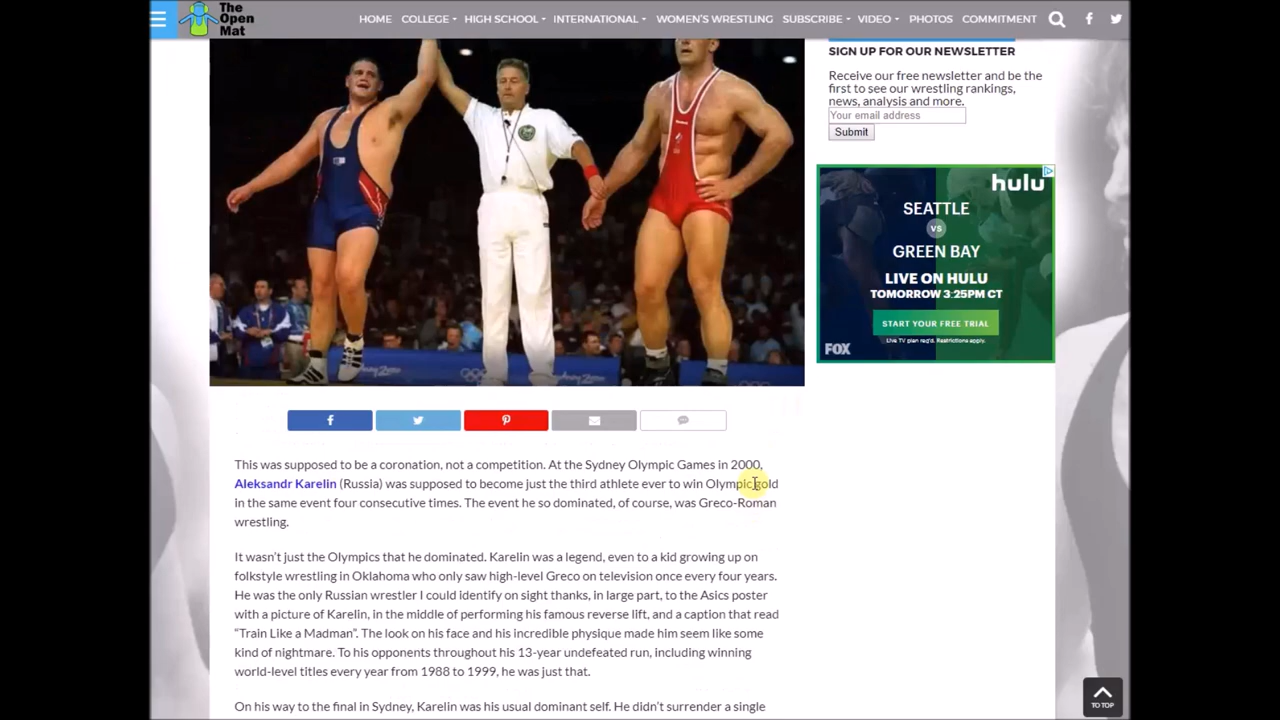 The
Open
Mat
HOME COLLEGE HIGH SCHOOL INTERNATIONAL WOMEN'S WRESTLING SUBSCRIBE VIDEO PHOTOS COMMITMENT
SIGN UP FOR OUR NEWSLETTER
Receive our free newsletter and be the
first to see our wrestling rankings,
news, analysis and more.
Your email address
Submit
hulu
SEATTLE
VS
GREEN BAY
LIVE ON HULU
TOMORROW 3:25PM CT
START YOUR FREE TRIAL
Live TV plan req'd. Restrictions apply.
FOX
This was supposed to be a coronation, not a competition. At the Sydney Olympic Games in 2000,
Aleksandr Karelin (Russia) was supposed to become just the third athlete ever to win Olympic gold
in the same event four consecutive times. The event he so dominated, of course, was Greco-Roman
wrestling.
It wasn't just the Olympics that he dominated. Karelin was a legend, even to a kid growing up on
folkstyle wrestling in Oklahoma who only saw high-level Greco on television once every four years.
He was the only Russian wrestler I could identify on sight thanks, in large part, to the Asics poster
with a picture of Karelin, in the middle of performing his famous reverse lift, and a caption that read
“Train Like a Madman”. The look on his face and his incredible physique made him seem like some
kind of nightmare. To his opponents throughout his 13-year undefeated run, including winning
world-level titles every year from 1988 to 1999, he was just that.
On his way to the final in Sydney, Karelin was his usual dominant self. He didn't surrender a single
TO TOP